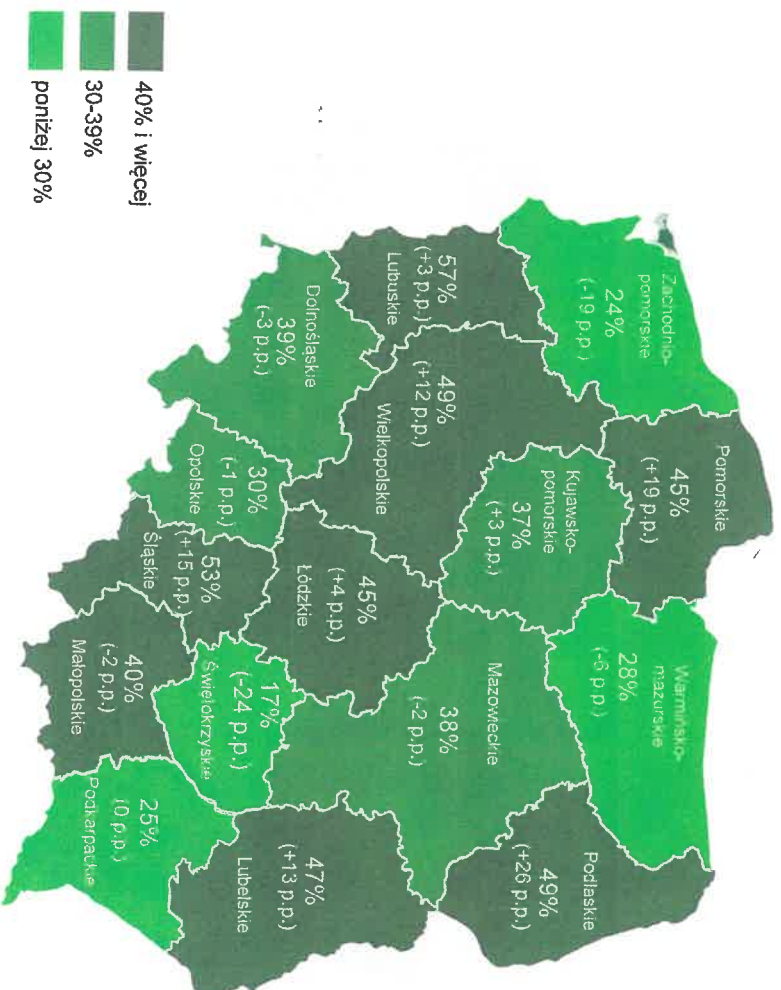 Zachodnio-
pomorskie
24%
(-19 p.p)
Pomorskie
45%
(+19 p.p.)
Warmińsko-
mazurskie
28%
(-6 p.p.)
Podlaskie
49%
(+26 p.p.)
Kujawsko-
pomorskie
37%
(+3 p.p.)
Mazowieckie
38%
(-2 p.p.)
57%
(+3 p.p.)
Lubuskie
49%
(+12 p.p.)
Wielkopolskie
45%
(+4 p.p.)
Łódzkie
47%
(+13 p.p.)
Lubelskie
Dolnośląskie
39%
(-3 p.p.)
30%
(-1 p.p.)
Opolskie
53%
(+15 p.p.)
Śląskie
17%
(-24 p.p.)
Świętokrzyskie
40%
(-2 p.p.)
Małopolskie
25%
(0 p.p.)
Podkarpackie
40% i więcej
30-39%
poniżej 30%